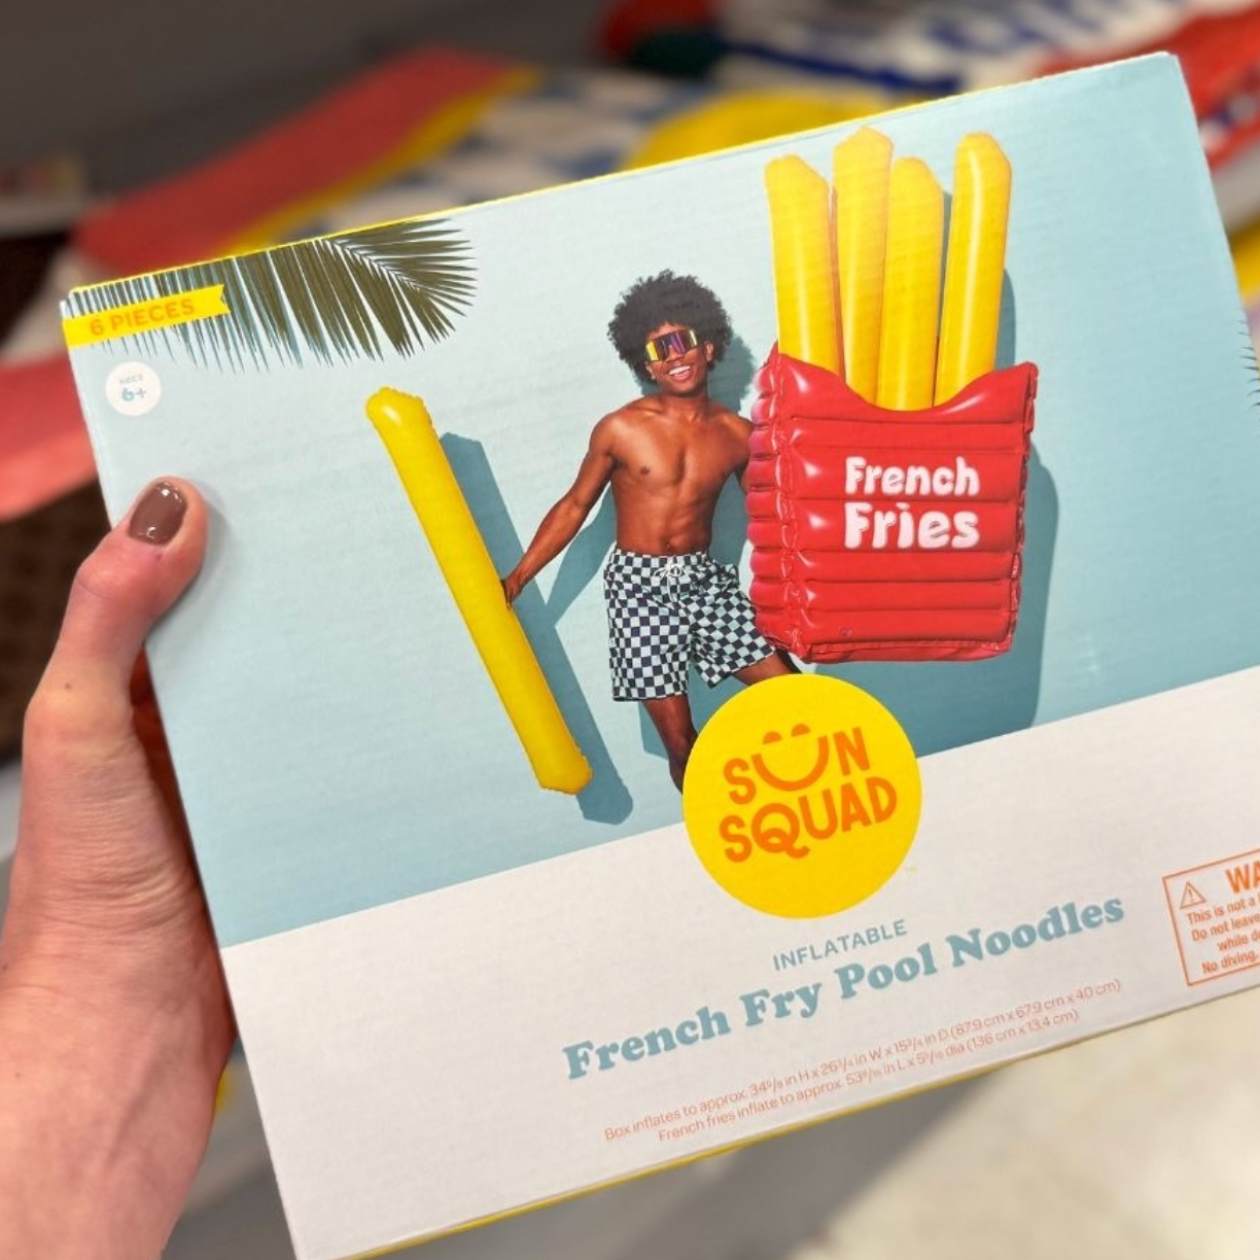 6 PIECES
AGES
6+
French
Fries
SUN
SQUAD
INFLATABLE
French Fry Pool Noodles
Box inflates to approx. 34⅝ in H x 26¾ in W x 15¾ in D (87.9 cm x 67.9 cm x 40 cm)
French fries inflate to approx. 53⁹/₁₆ in L x 5⁵/₁₆ dia (136 cm x 13.4 cm)
WA
This is not a
Do not leave
while de
No diving.